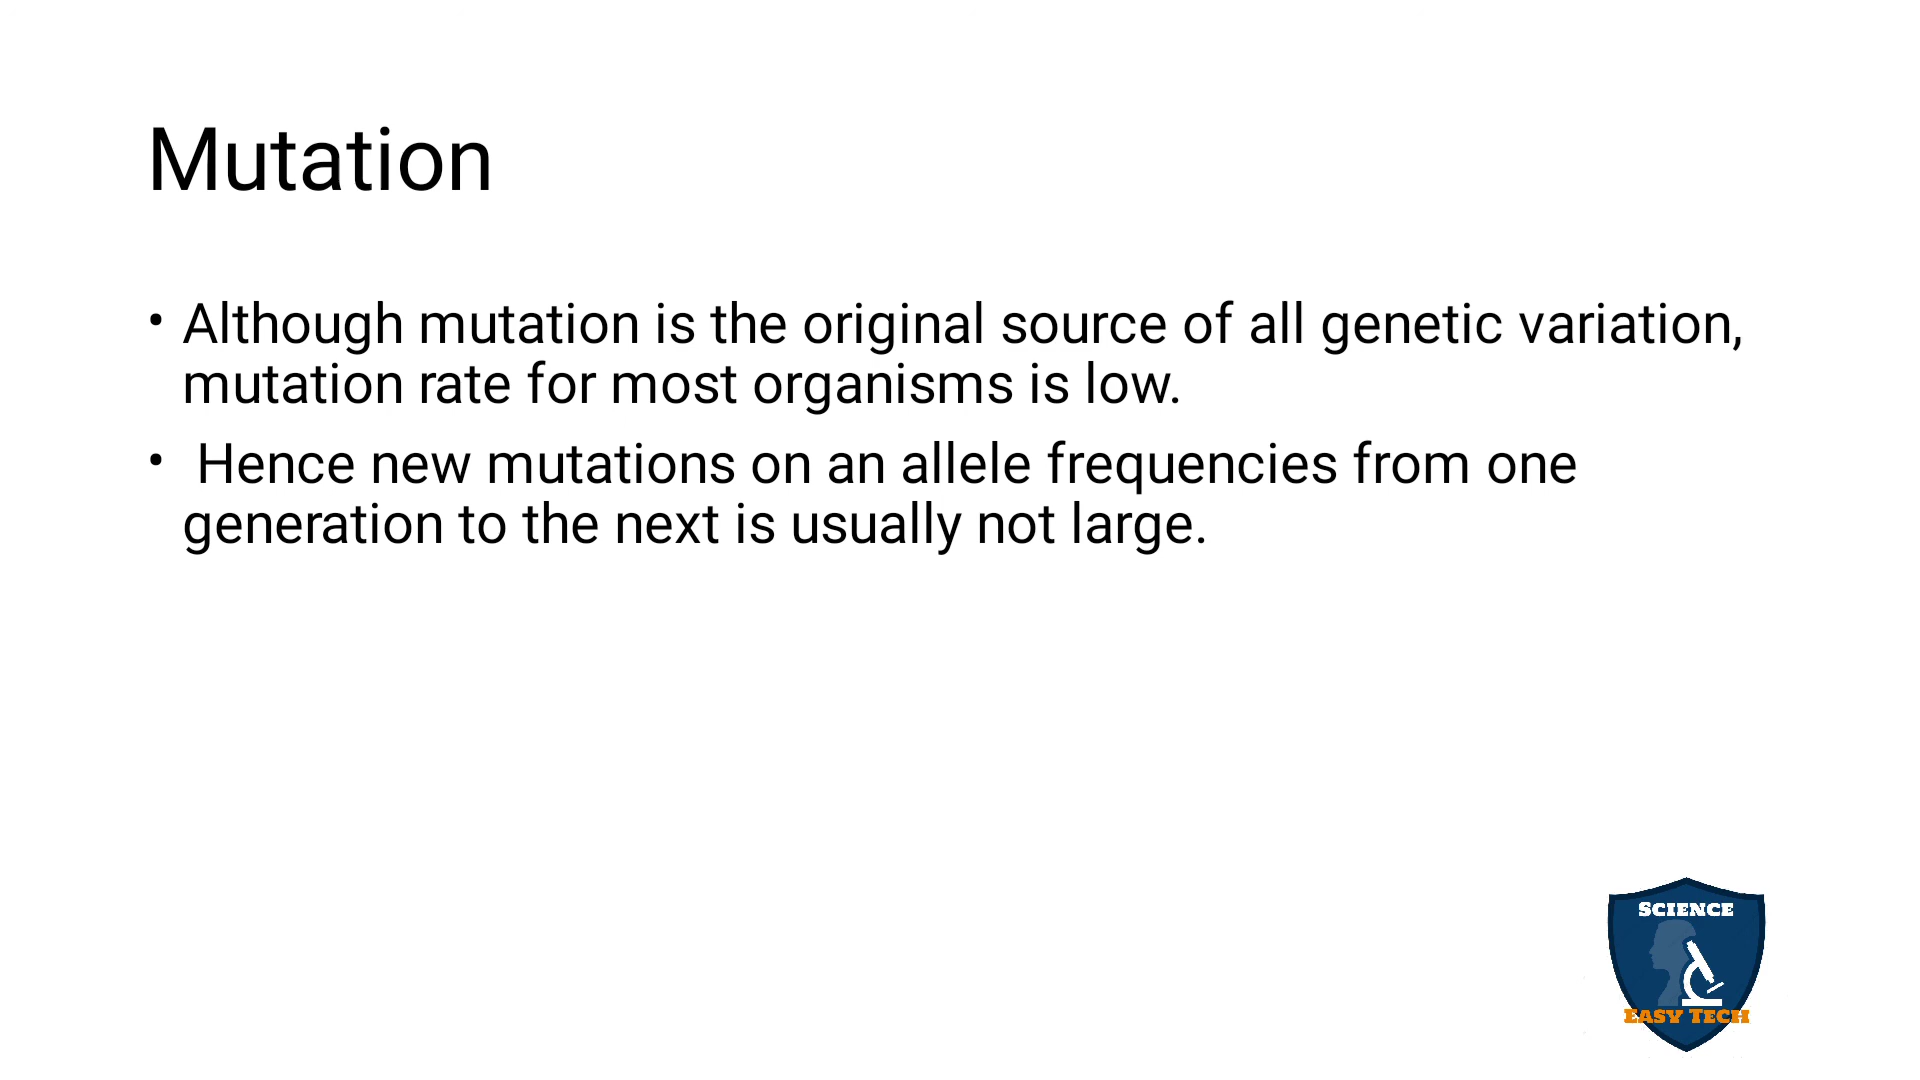 Mutation
• Although mutation is the original source of all genetic variation,
mutation rate for most organisms is low.
• Hence new mutations on an allele frequencies from one
generation to the next is usually not large.
SCIENCE
EASY TECH